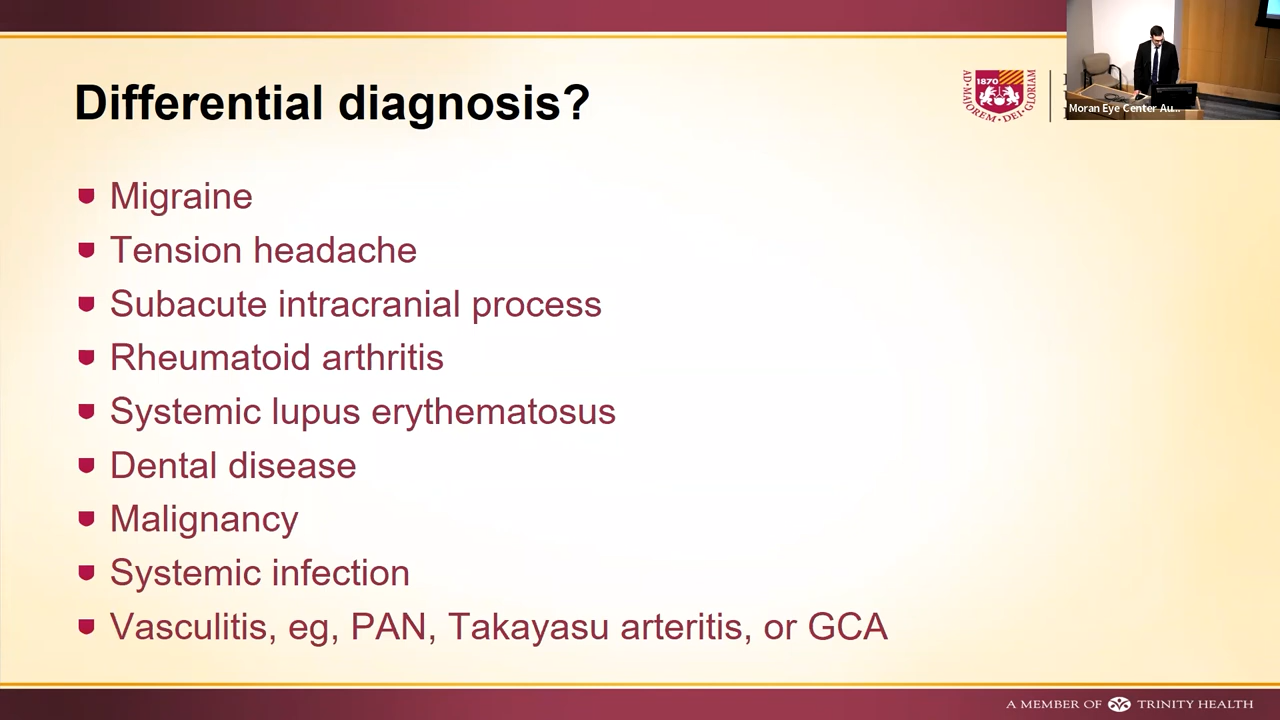 Differential diagnosis?
1870
AD·MAJOREM·DEI·GLORIAM
Moran Eye Center Au...
Migraine
Tension headache
Subacute intracranial process
Rheumatoid arthritis
Systemic lupus erythematosus
Dental disease
Malignancy
Systemic infection
Vasculitis, eg, PAN, Takayasu arteritis, or GCA
A MEMBER OF TRINITY HEALTH